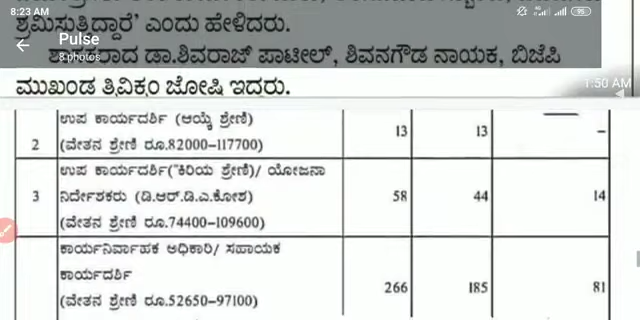 8:23 AM
ಶ್ರಮಿಸುತ್ತಿದ್ದಾರೆ' ಎಂದು ಹೇಳಿದರು.
Pulse
8 photos
ಡಾ.ಶಿವರಾಜ್ ಪಾಟೀಲ್, ಶಿವನಗೌಡ ನಾಯಕ, ಬಿಜೆಪಿ
ಮುಖಂಡ ತ್ರಿವಿಕ್ರಂ ಜೋಷಿ ಇದ್ದರು.
1:50 AM
ಉಪ ಕಾರ್ಯದರ್ಶಿ (ಆಯ್ಕೆ ಶ್ರೇಣಿ)
2 (ವೇತನ ಶ್ರೇಣಿ ರೂ.82000-117700) 13 13 –
ಉಪ ಕಾರ್ಯದರ್ಶಿ("ಕಿರಿಯ ಶ್ರೇಣಿ)/ ಯೋಜನಾ
3 ನಿರ್ದೇಶಕರು (ಡಿ.ಆರ್.ಡಿ.ಎ.ಕೋಶ) 58 44 14
(ವೇತನ ಶ್ರೇಣಿ ರೂ.74400-109600)
ಕಾರ್ಯನಿರ್ವಾಹಕ ಅಧಿಕಾರಿ/ ಸಹಾಯಕ
ಕಾರ್ಯದರ್ಶಿ
(ವೇತನ ಶ್ರೇಣಿ ರೂ.52650-97100) 266 185 81